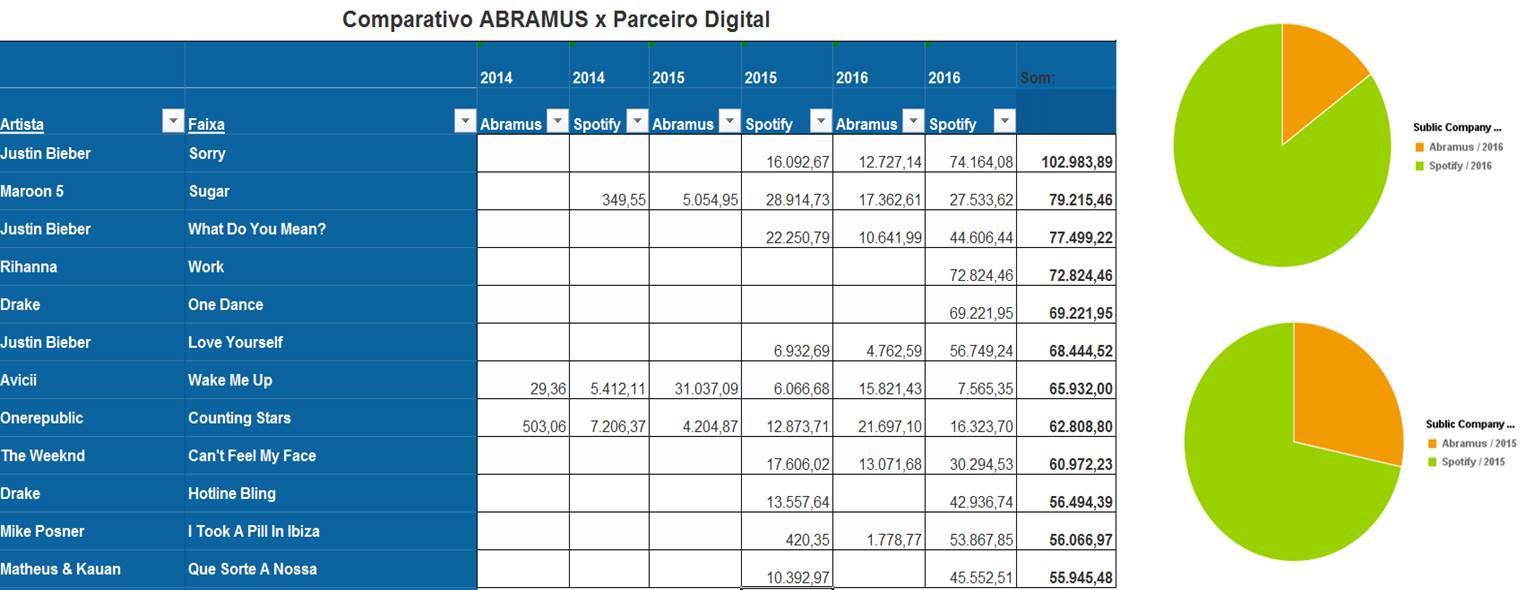 Comparativo ABRAMUS x Parceiro Digital
2014 2014 2015 2015 2016 2016 Som:
Artista Faixa Abramus Spotify Abramus Spotify Abramus Spotify
Justin Bieber Sorry 16.092,67 12.727,14 74.164,08 102.983,89
Maroon 5 Sugar 349,55 5.054,95 28.914,73 17.362,61 27.533,62 79.215,46
Justin Bieber What Do You Mean? 22.250,79 10.641,99 44.606,44 77.499,22
Rihanna Work 72.824,46 72.824,46
Drake One Dance 69.221,95 69.221,95
Justin Bieber Love Yourself 6.932,69 4.762,59 56.749,24 68.444,52
Avicii Wake Me Up 29,36 5.412,11 31.037,09 6.066,68 15.821,43 7.565,35 65.932,00
Onerepublic Counting Stars 503,06 7.206,37 4.204,87 12.873,71 21.697,10 16.323,70 62.808,80
The Weeknd Can't Feel My Face 17.606,02 13.071,68 30.294,53 60.972,23
Drake Hotline Bling 13.557,64 42.936,74 56.494,39
Mike Posner I Took A Pill In Ibiza 420,35 1.778,77 53.867,85 56.066,97
Matheus & Kauan Que Sorte A Nossa 10.392,97 45.552,51 55.945,48
Sublic Company ...
Abramus / 2016
Spotify / 2016
Sublic Company ...
Abramus / 2015
Spotify / 2015